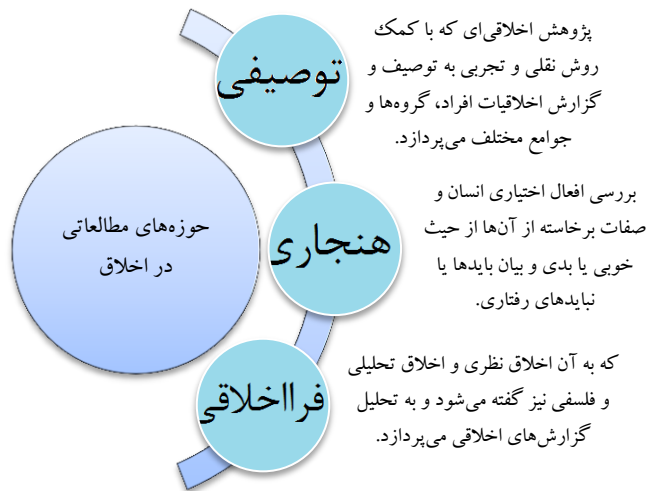 حوزه‌های مطالعاتی
در اخلاق
توصیفی
پژوهش اخلاقی‌ای که با کمک
روش نقلی و تجربی به توصیف و
گزارش اخلاقیات افراد، گروه‌ها و
جوامع مختلف می‌پردازد.
هنجاری
بررسی افعال اختیاری انسان و
صفات برخاسته از آن‌ها از حیث
خوبی یا بدی و بیان بایدها یا
نبایدهای رفتاری.
فرااخلاقی
که به آن اخلاق نظری و اخلاق تحلیلی
و فلسفی نیز گفته می‌شود و به تحلیل
گزارش‌های اخلاقی می‌پردازد.